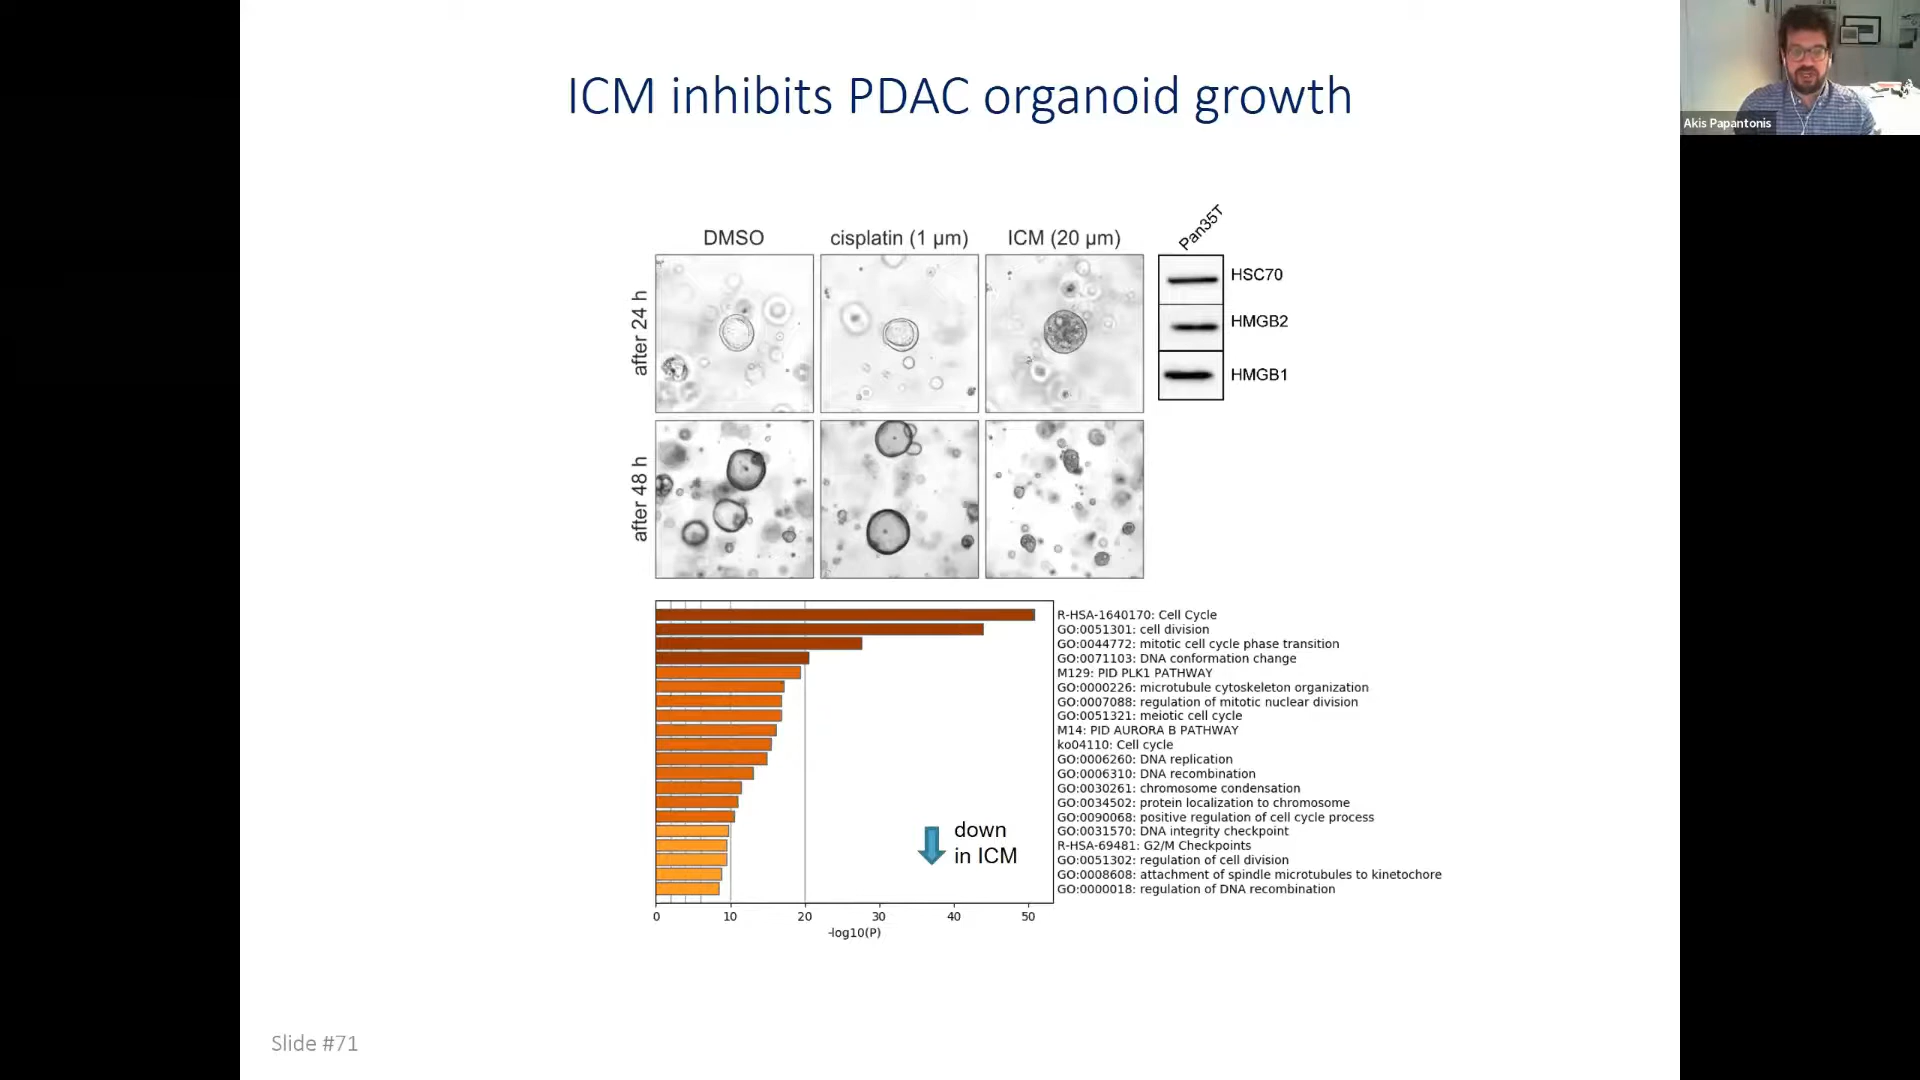 ICM inhibits PDAC organoid growth
Akis Papantonis
DMSO
cisplatin (1 μm)
ICM (20 μm)
Pan35T
after 24 h
HSC70
HMGB2
HMGB1
after 48 h
R-HSA-1640170: Cell Cycle
GO:0051301: cell division
GO:0044772: mitotic cell cycle phase transition
GO:0071103: DNA conformation change
M129: PID PLK1 PATHWAY
GO:0000226: microtubule cytoskeleton organization
GO:0007088: regulation of mitotic nuclear division
GO:0051321: meiotic cell cycle
M14: PID AURORA B PATHWAY
ko04110: Cell cycle
GO:0006260: DNA replication
GO:0006310: DNA recombination
GO:0030261: chromosome condensation
GO:0034502: protein localization to chromosome
GO:0090068: positive regulation of cell cycle process
GO:0031570: DNA integrity checkpoint
R-HSA-69481: G2/M Checkpoints
GO:0051302: regulation of cell division
GO:0008608: attachment of spindle microtubules to kinetochore
GO:0000018: regulation of DNA recombination
down
in ICM
0 10 20 30 40 50
-log10(P)
Slide #71